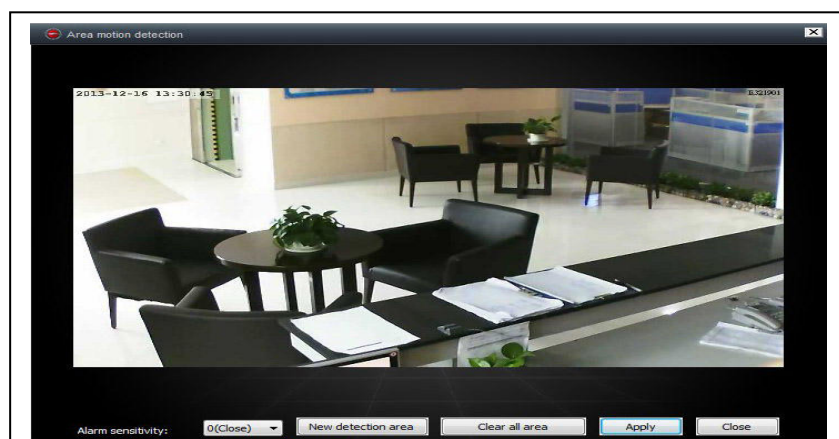 Area motion detection
2013-12-16 13:30:45
E321901
Alarm sensitivity:
0(Close)
New detection area
Clear all area
Apply
Close